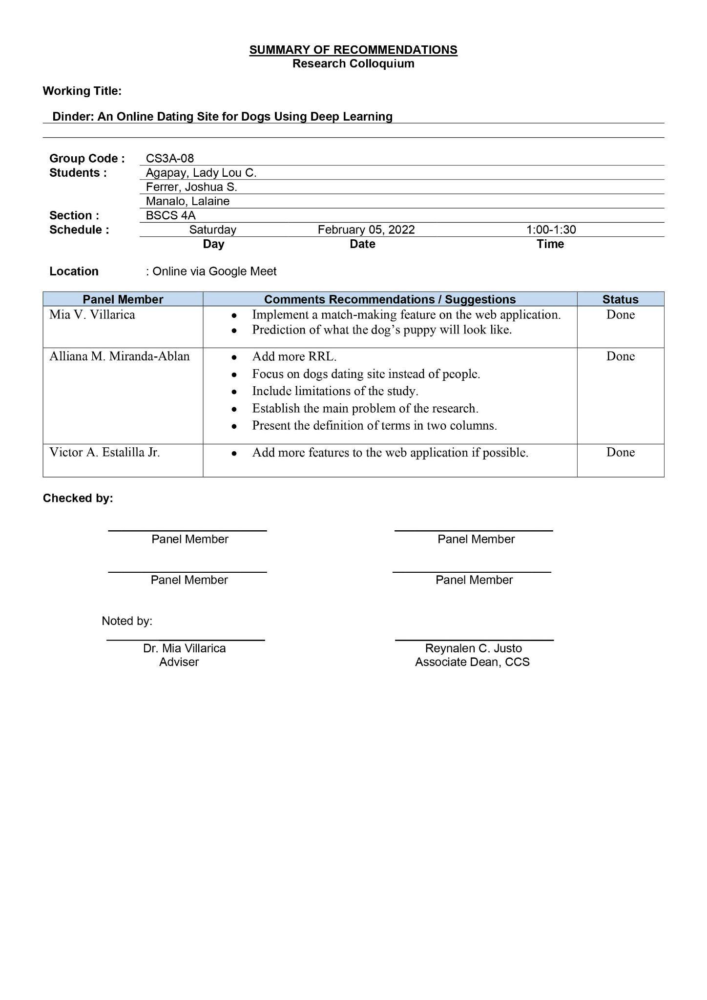 SUMMARY OF RECOMMENDATIONS
Research Colloquium
Working Title:
Dinder: An Online Dating Site for Dogs Using Deep Learning
Group Code : CS3A-08
Students : Agapay, Lady Lou C.
Ferrer, Joshua S.
Manalo, Lalaine
Section : BSCS 4A
Schedule : Saturday February 05, 2022 1:00-1:30
Day Date Time
Location : Online via Google Meet
Panel Member Comments Recommendations / Suggestions Status
Mia V. Villarica • Implement a match-making feature on the web application. Done
• Prediction of what the dog’s puppy will look like.
Alliana M. Miranda-Ablan • Add more RRL. Done
• Focus on dogs dating site instead of people.
• Include limitations of the study.
• Establish the main problem of the research.
• Present the definition of terms in two columns.
Victor A. Estalilla Jr. • Add more features to the web application if possible. Done
Checked by:
Panel Member Panel Member
Panel Member Panel Member
Noted by:
Dr. Mia Villarica Reynalen C. Justo
Adviser Associate Dean, CCS